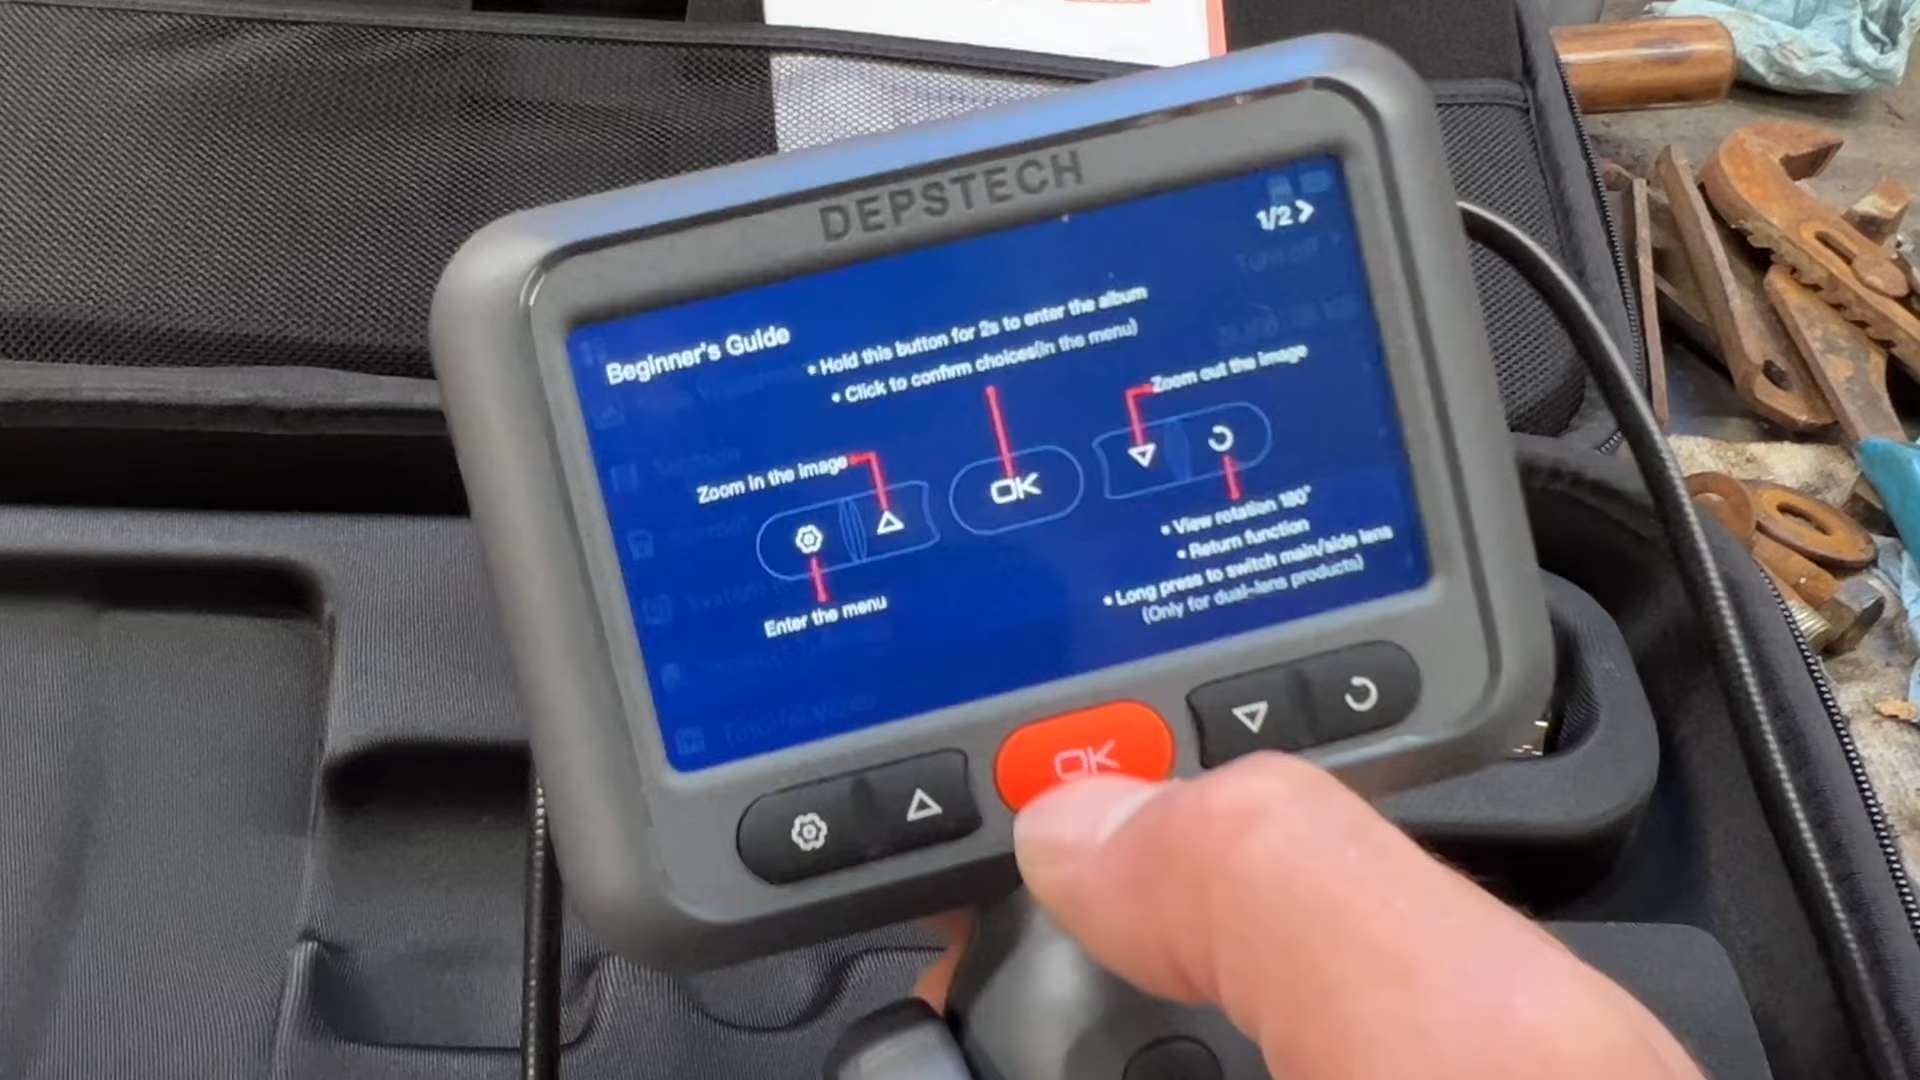 DEPSTECH
1/2
Beginner's Guide
• Hold this button for 2s to enter the album
• Click to confirm choices(in the menu)
Zoom out the image
Zoom in the image
OK
Enter the menu
• View rotation 180°
• Return function
• Long press to switch main/side lens
(Only for dual-lens products)
OK